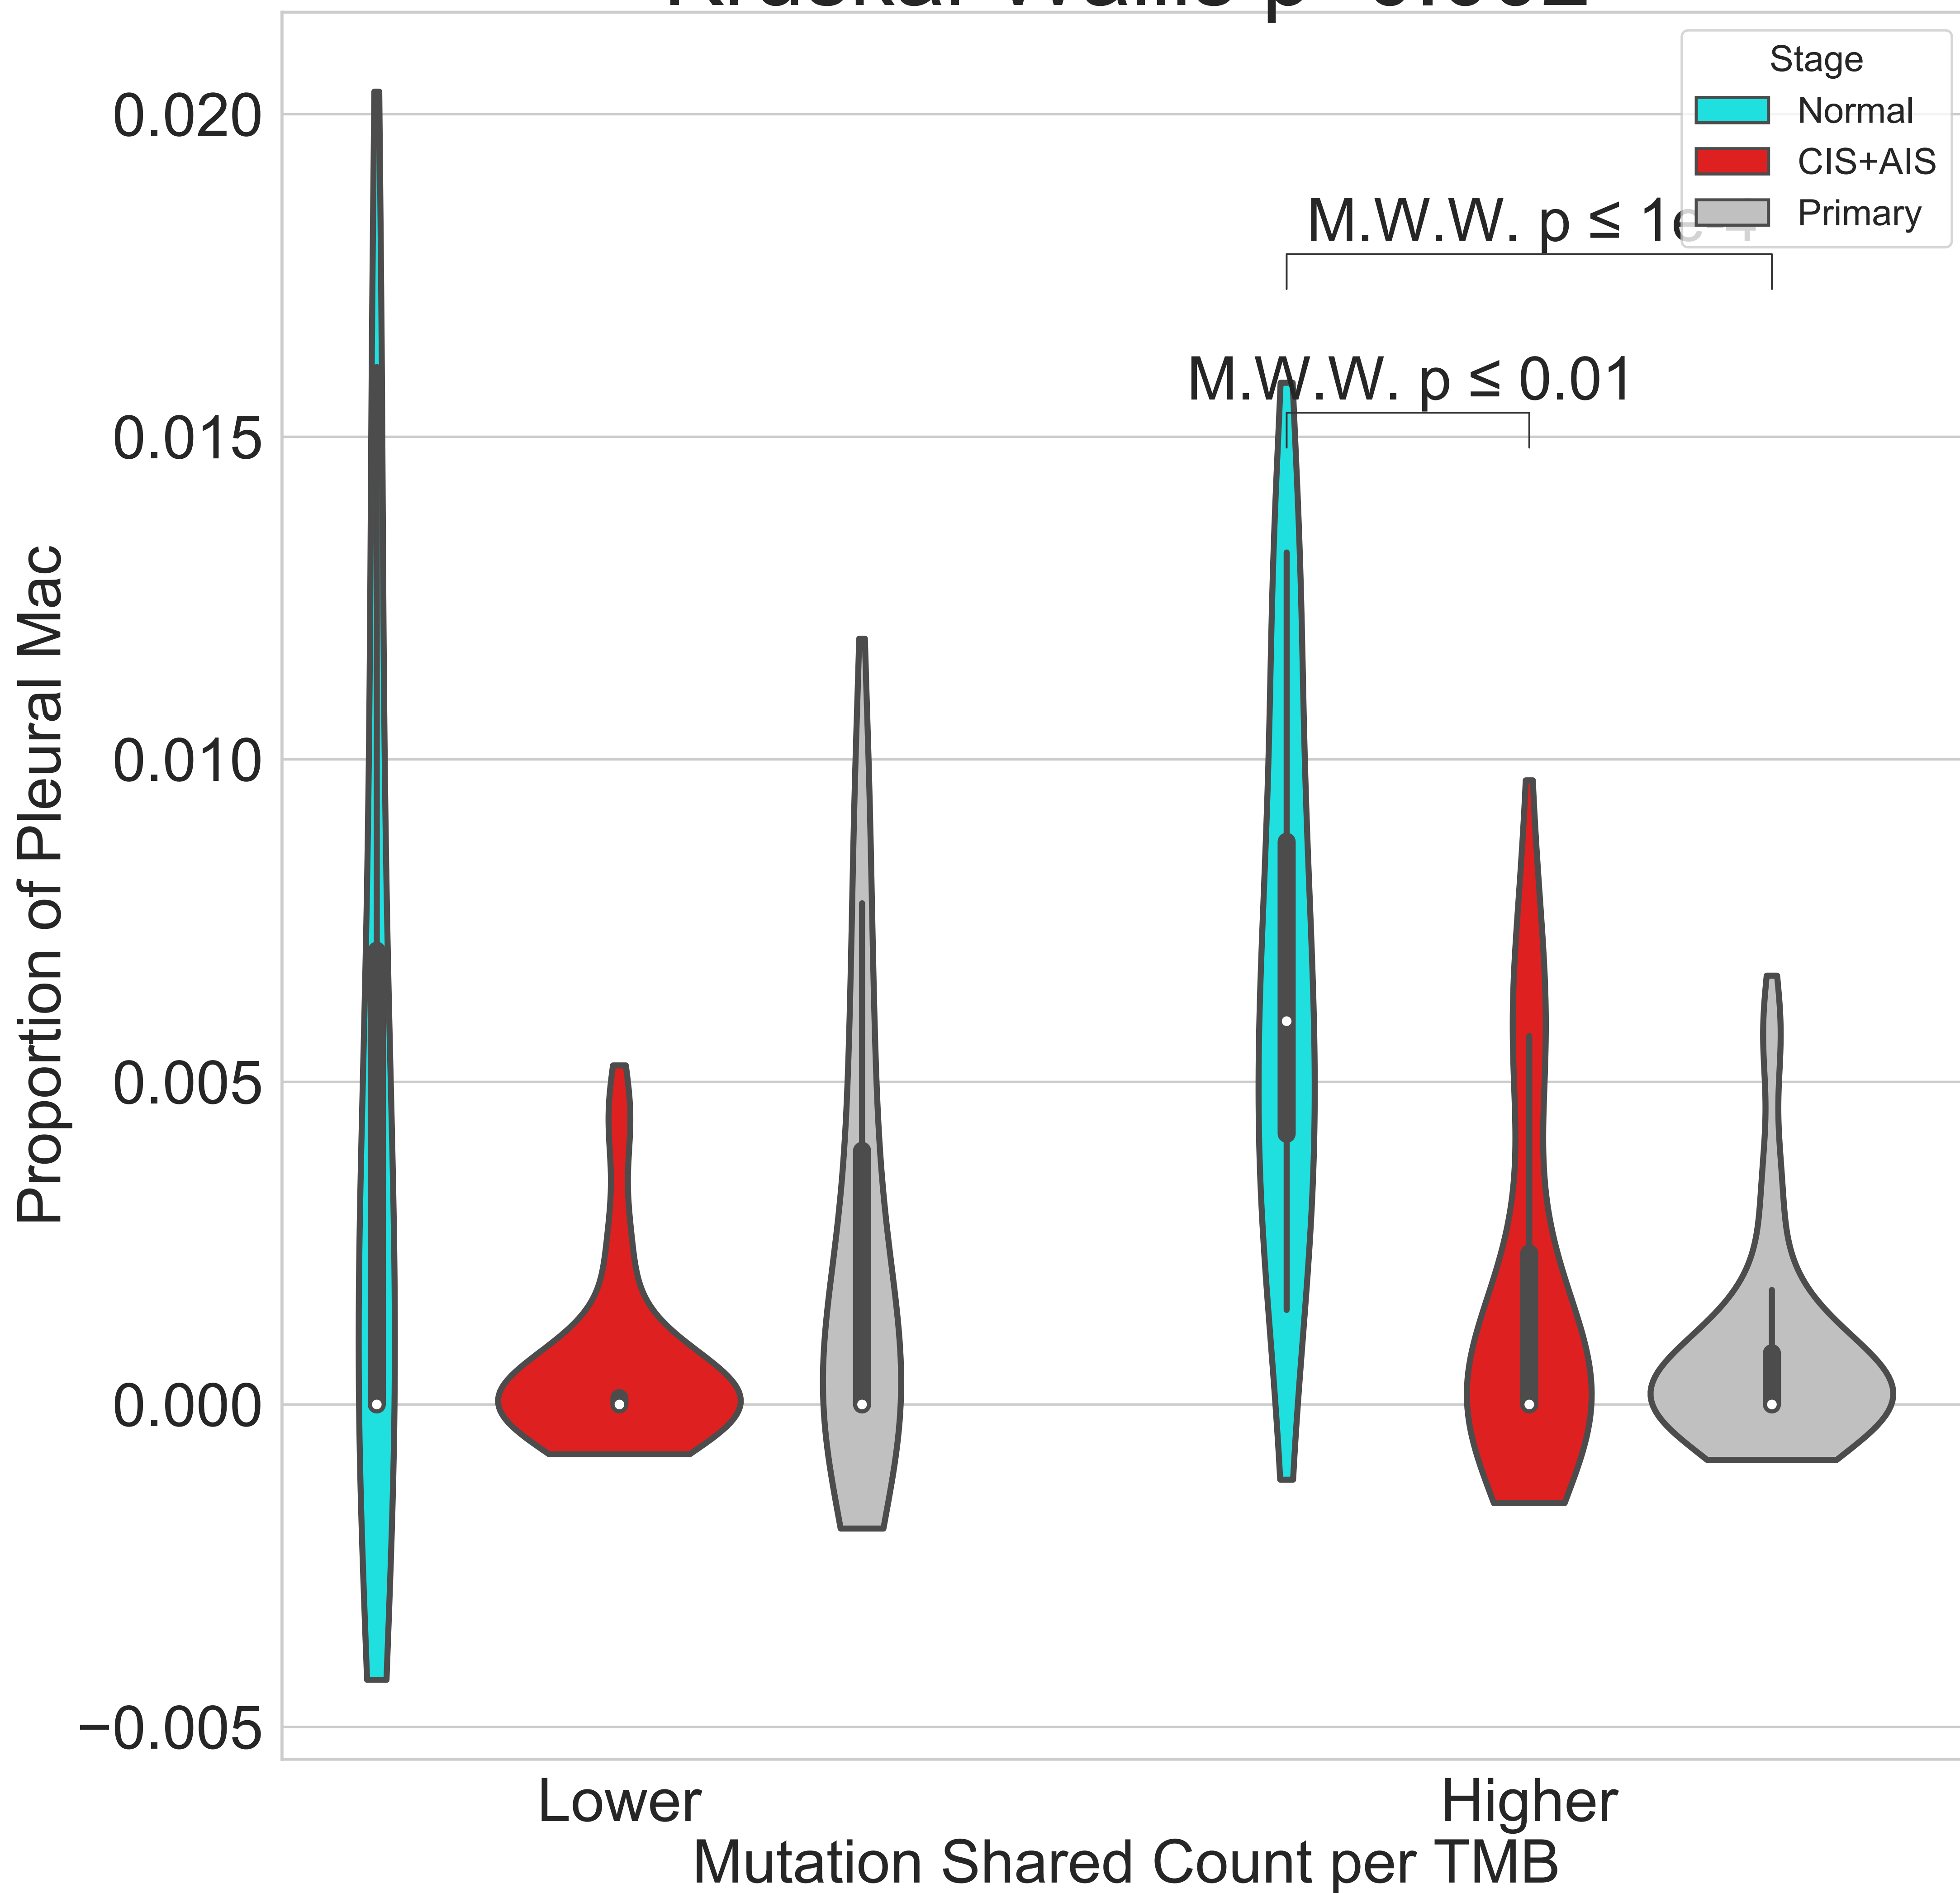 Stage
Normal
CIS+AIS
Primary
M.W.W. p ≤
M.W.W. p ≤ 0.01
0.020
0.015
0.010
0.005
0.000
−0.005
Proportion of Pleural Mac
Lower
Higher
Mutation Shared Count per TMB